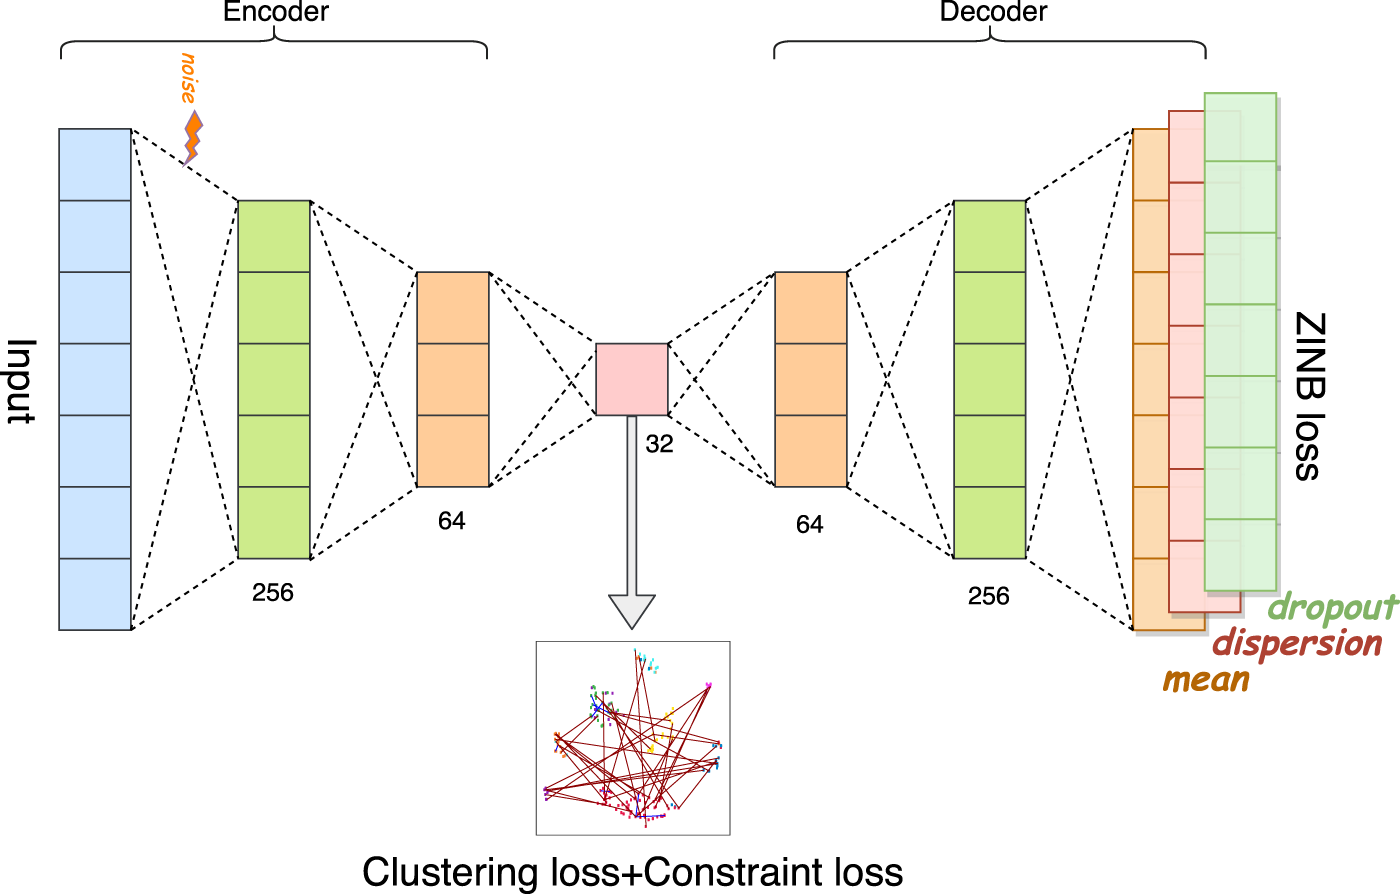 Encoder
Decoder
noise
Input
32
64
64
256
256
ZINB loss
dropout
dispersion
mean
Clustering loss+Constraint loss